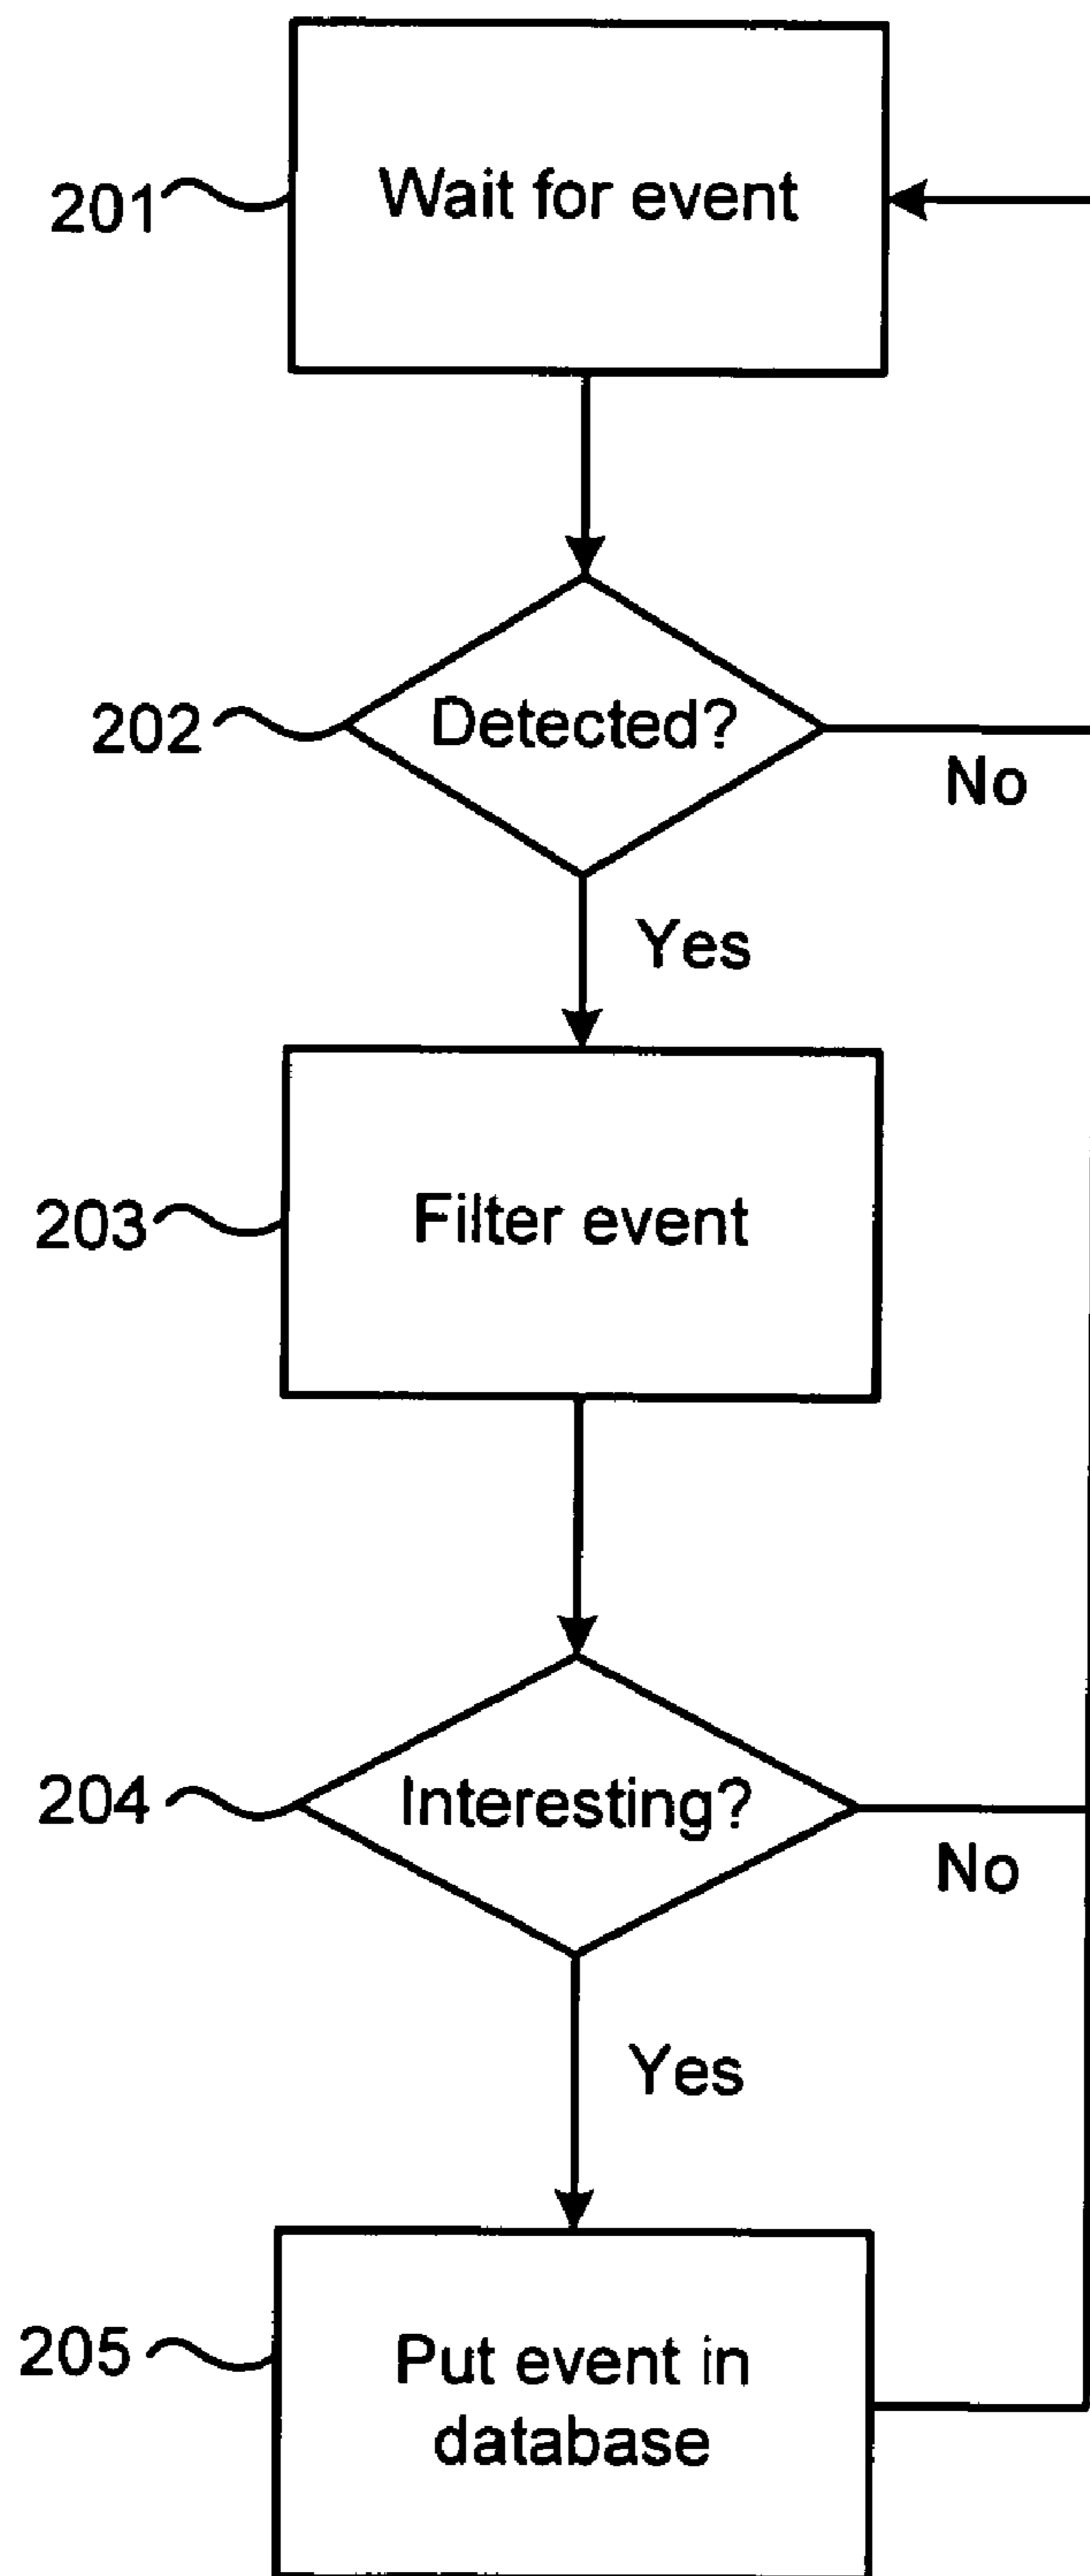 201
Wait for event
202
Detected?
No
Yes
203
Filter event
204
Interesting?
No
Yes
205
Put event in
database